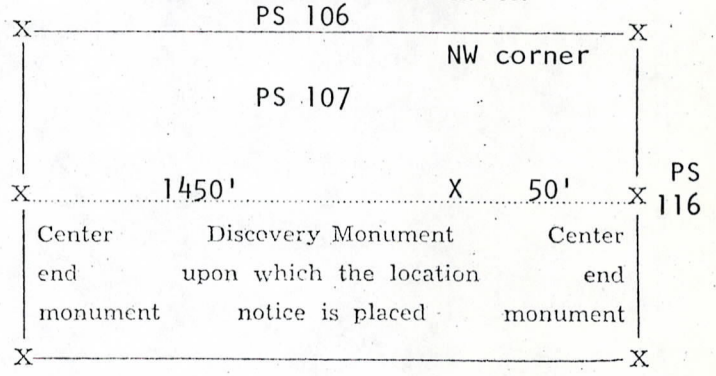 PS 106
X X
NW corner
PS 107
X 1450' X 50' X PS 116
Center Discovery Monument Center
end upon which the location end
monument notice is placed monument
X X